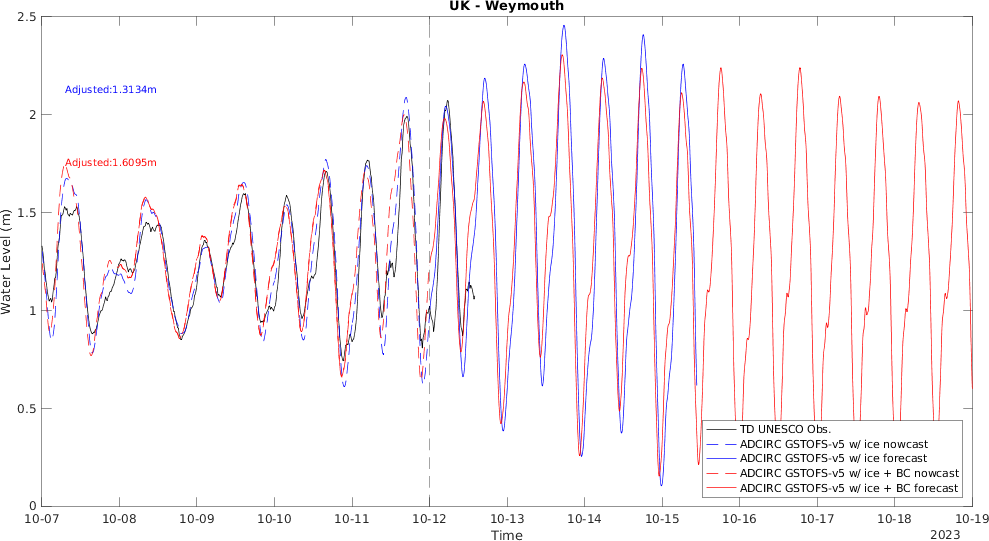 UK - Weymouth
Adjusted:1.3134m
Adjusted:1.6095m
Water Level (m)
2.5
2
1.5
1
0.5
0
TD UNESCO Obs.
ADCIRC GSTOFS-v5 w/ ice nowcast
ADCIRC GSTOFS-v5 w/ ice forecast
ADCIRC GSTOFS-v5 w/ ice + BC nowcast
ADCIRC GSTOFS-v5 w/ ice + BC forecast
10-07 10-08 10-09 10-10 10-11 10-12 10-13 10-14 10-15 10-16 10-17 10-18 10-19
Time
2023